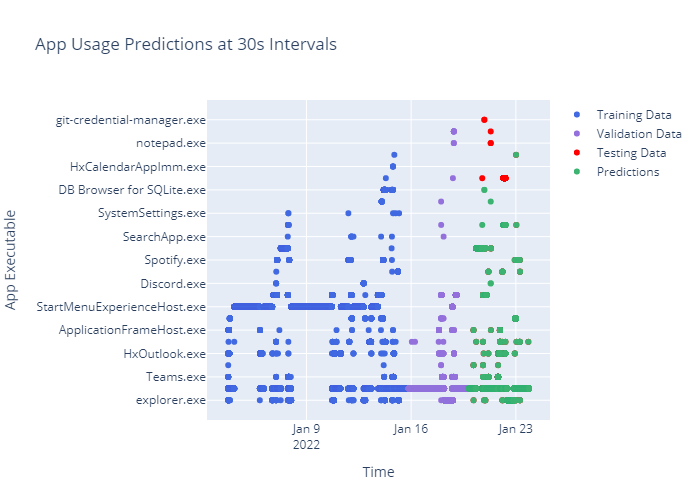 App Usage Predictions at 30s Intervals
git-credential-manager.exe
notepad.exe
HxCalendarAppImm.exe
DB Browser for SQLite.exe
SystemSettings.exe
SearchApp.exe
Spotify.exe
Discord.exe
StartMenuExperienceHost.exe
ApplicationFrameHost.exe
HxOutlook.exe
Teams.exe
explorer.exe
App Executable
Jan 9
2022
Jan 16
Jan 23
Time
Training Data
Validation Data
Testing Data
Predictions